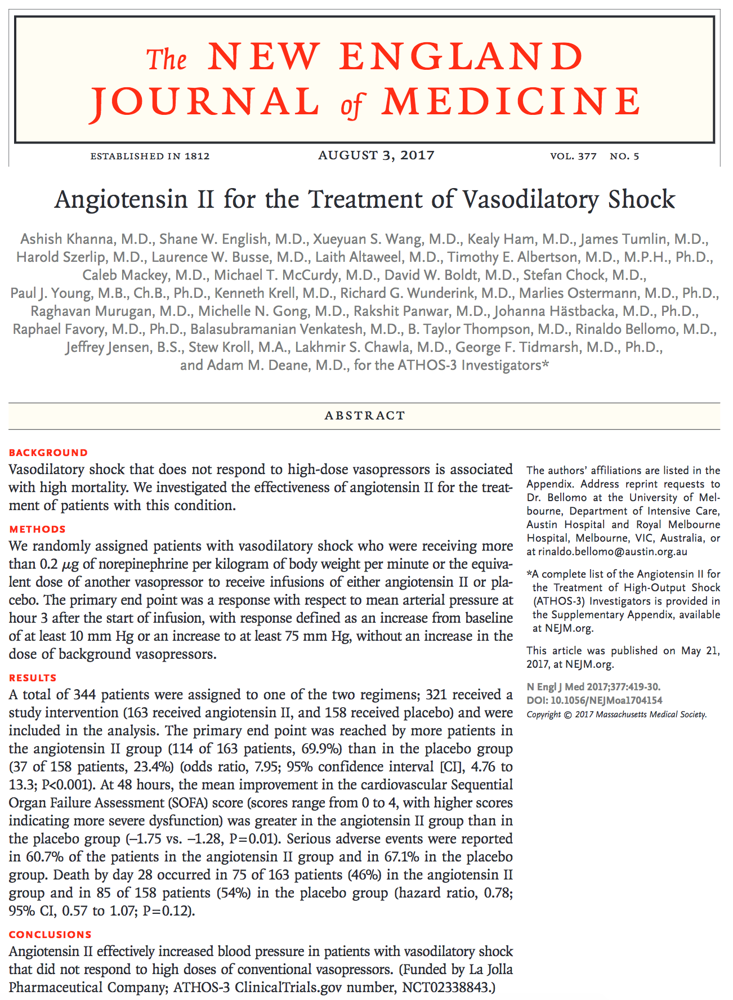 The NEW ENGLAND
JOURNAL of MEDICINE
ESTABLISHED IN 1812
AUGUST 3, 2017
VOL. 377 NO. 5
Angiotensin II for the Treatment of Vasodilatory Shock
Ashish Khanna, M.D., Shane W. English, M.D., Xueyuan S. Wang, M.D., Kealy Ham, M.D., James Tumlin, M.D.,
Harold Szerlip, M.D., Laurence W. Busse, M.D., Laith Altaweel, M.D., Timothy E. Albertson, M.D., M.P.H., Ph.D.,
Caleb Mackey, M.D., Michael T. McCurdy, M.D., David W. Boldt, M.D., Stefan Chock, M.D.,
Paul J. Young, M.B., Ch.B., Ph.D., Kenneth Krell, M.D., Richard G. Wunderink, M.D., Marlies Ostermann, M.D., Ph.D.,
Raghavan Murugan, M.D., Michelle N. Gong, M.D., Rakshit Panwar, M.D., Johanna Hästbacka, M.D., Ph.D.,
Raphael Favory, M.D., Ph.D., Balasubramanian Venkatesh, M.D., B. Taylor Thompson, M.D., Rinaldo Bellomo, M.D.,
Jeffrey Jensen, B.S., Stew Kroll, M.A., Lakhmir S. Chawla, M.D., George F. Tidmarsh, M.D., Ph.D.,
and Adam M. Deane, M.D., for the ATHOS-3 Investigators*
ABSTRACT
BACKGROUND
Vasodilatory shock that does not respond to high-dose vasopressors is associated
with high mortality. We investigated the effectiveness of angiotensin II for the treat-
ment of patients with this condition.
METHODS
We randomly assigned patients with vasodilatory shock who were receiving more
than 0.2 μg of norepinephrine per kilogram of body weight per minute or the equiva-
lent dose of another vasopressor to receive infusions of either angiotensin II or pla-
cebo. The primary end point was a response with respect to mean arterial pressure at
hour 3 after the start of infusion, with response defined as an increase from baseline
of at least 10 mm Hg or an increase to at least 75 mm Hg, without an increase in the
dose of background vasopressors.
RESULTS
A total of 344 patients were assigned to one of the two regimens; 321 received a
study intervention (163 received angiotensin II, and 158 received placebo) and were
included in the analysis. The primary end point was reached by more patients in
the angiotensin II group (114 of 163 patients, 69.9%) than in the placebo group
(37 of 158 patients, 23.4%) (odds ratio, 7.95; 95% confidence interval [CI], 4.76 to
13.3; P<0.001). At 48 hours, the mean improvement in the cardiovascular Sequential
Organ Failure Assessment (SOFA) score (scores range from 0 to 4, with higher scores
indicating more severe dysfunction) was greater in the angiotensin II group than in
the placebo group (–1.75 vs. –1.28, P=0.01). Serious adverse events were reported
in 60.7% of the patients in the angiotensin II group and in 67.1% in the placebo
group. Death by day 28 occurred in 75 of 163 patients (46%) in the angiotensin II
group and in 85 of 158 patients (54%) in the placebo group (hazard ratio, 0.78;
95% CI, 0.57 to 1.07; P=0.12).
CONCLUSIONS
Angiotensin II effectively increased blood pressure in patients with vasodilatory shock
that did not respond to high doses of conventional vasopressors. (Funded by La Jolla
Pharmaceutical Company; ATHOS-3 ClinicalTrials.gov number, NCT02338843.)
The authors' affiliations are listed in the
Appendix. Address reprint requests to
Dr. Bellomo at the University of Mel-
bourne, Department of Intensive Care,
Austin Hospital and Royal Melbourne
Hospital, Melbourne, VIC, Australia, or
at rinaldo.bellomo@austin.org.au
*A complete list of the Angiotensin II for
the Treatment of High-Output Shock
(ATHOS-3) Investigators is provided in
the Supplementary Appendix, available
at NEJM.org.
This article was published on May 21,
2017, at NEJM.org.
N Engl J Med 2017;377:419-30.
DOI: 10.1056/NEJMoa1704154
Copyright © 2017 Massachusetts Medical Society.